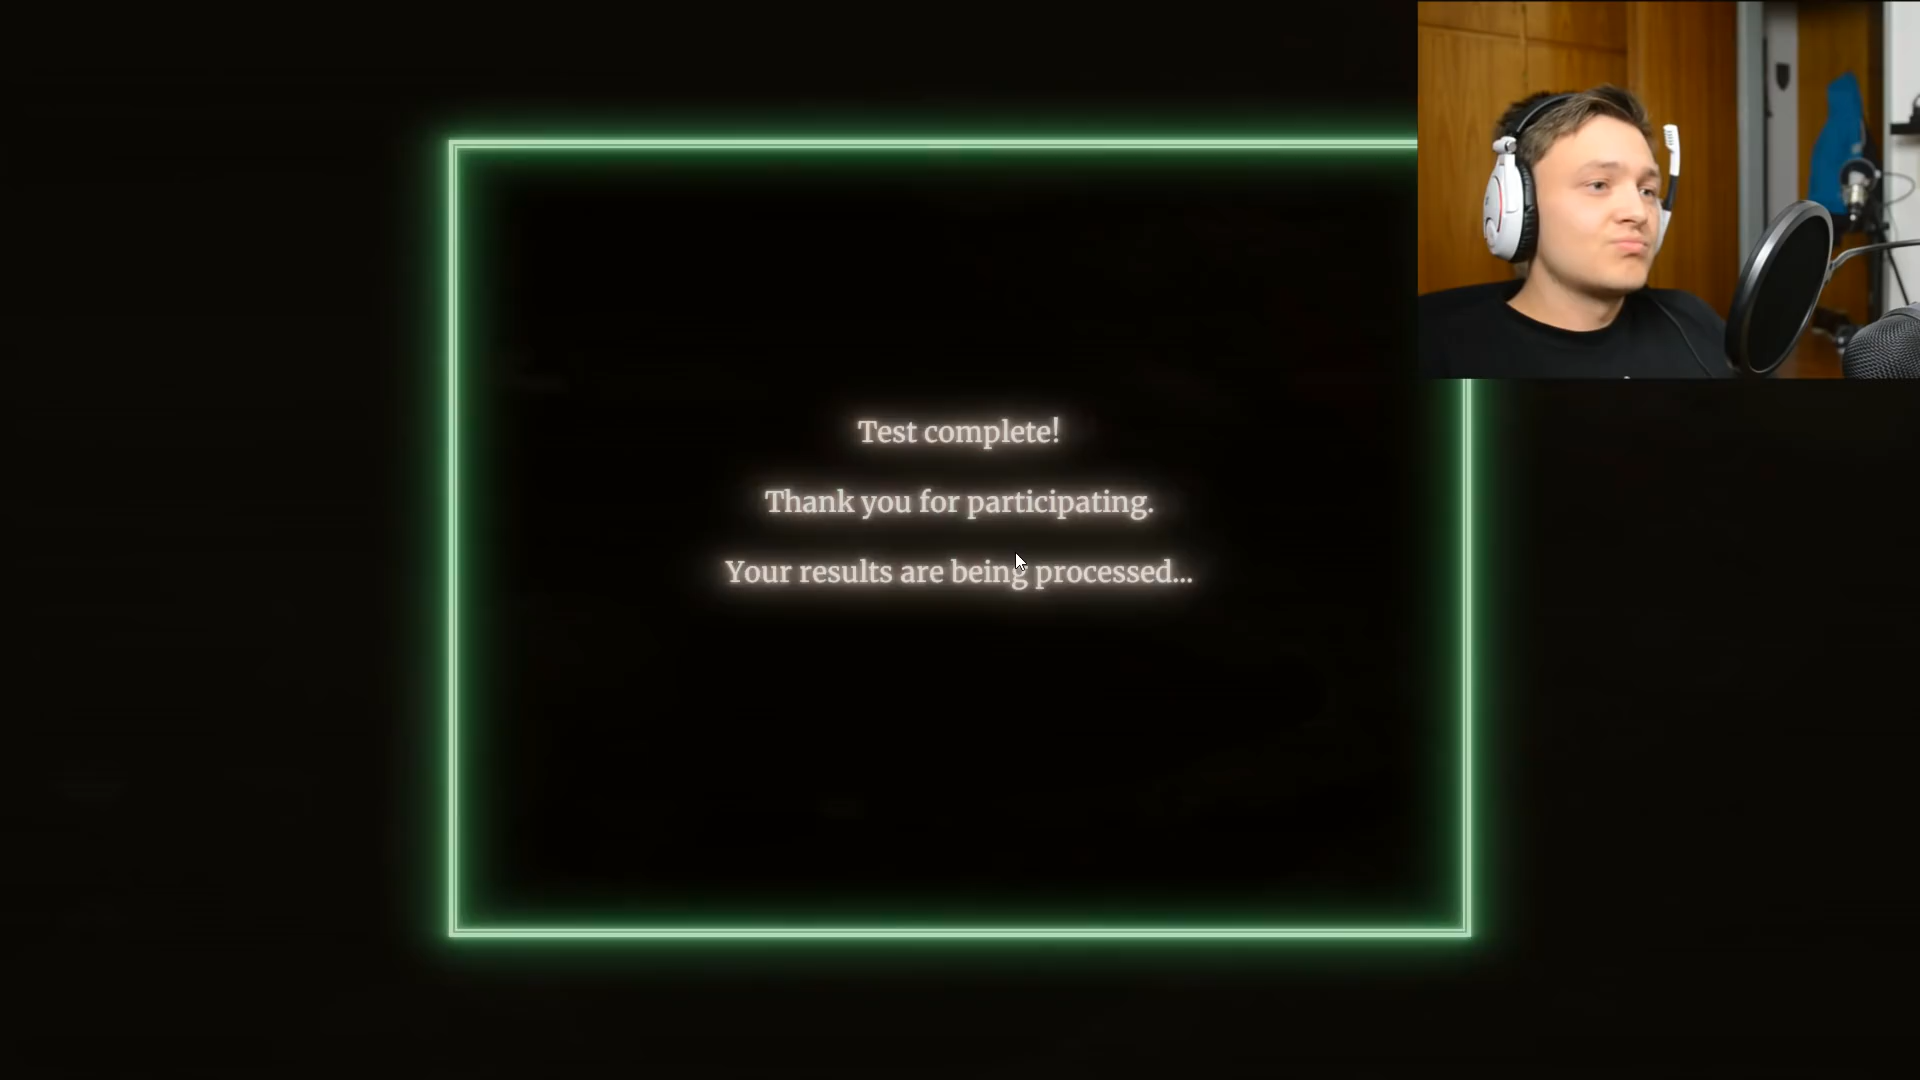 Test complete!
Thank you for participating.
Your results are being processed...